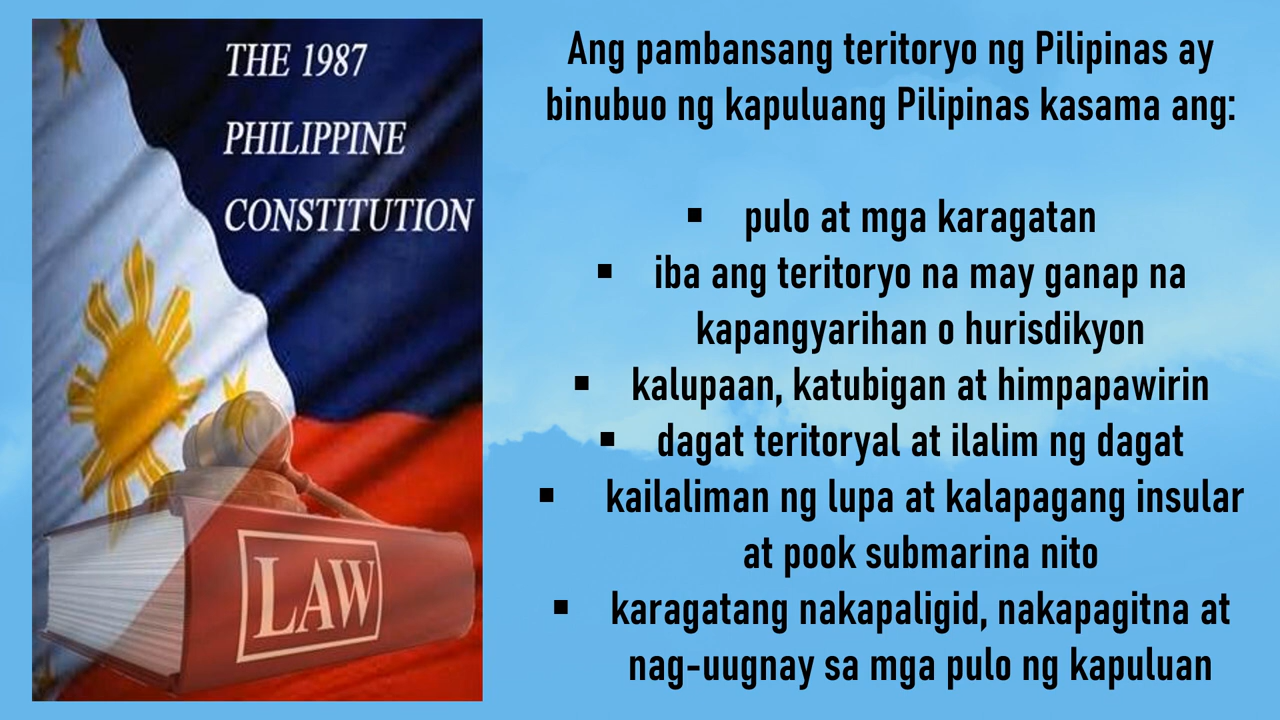 THE 1987
PHILIPPINE
CONSTITUTION
LAW
Ang pambansang teritoryo ng Pilipinas ay
binubuo ng kapuluang Pilipinas kasama ang:
▪ pulo at mga karagatan
▪ iba ang teritoryo na may ganap na
kapangyarihan o hurisdikyon
▪ kalupaan, katubigan at himpapawirin
▪ dagat teritoryal at ilalim ng dagat
▪ kailaliman ng lupa at kalapagang insular
at pook submarina nito
▪ karagatang nakapaligid, nakapagitna at
nag-uugnay sa mga pulo ng kapuluan